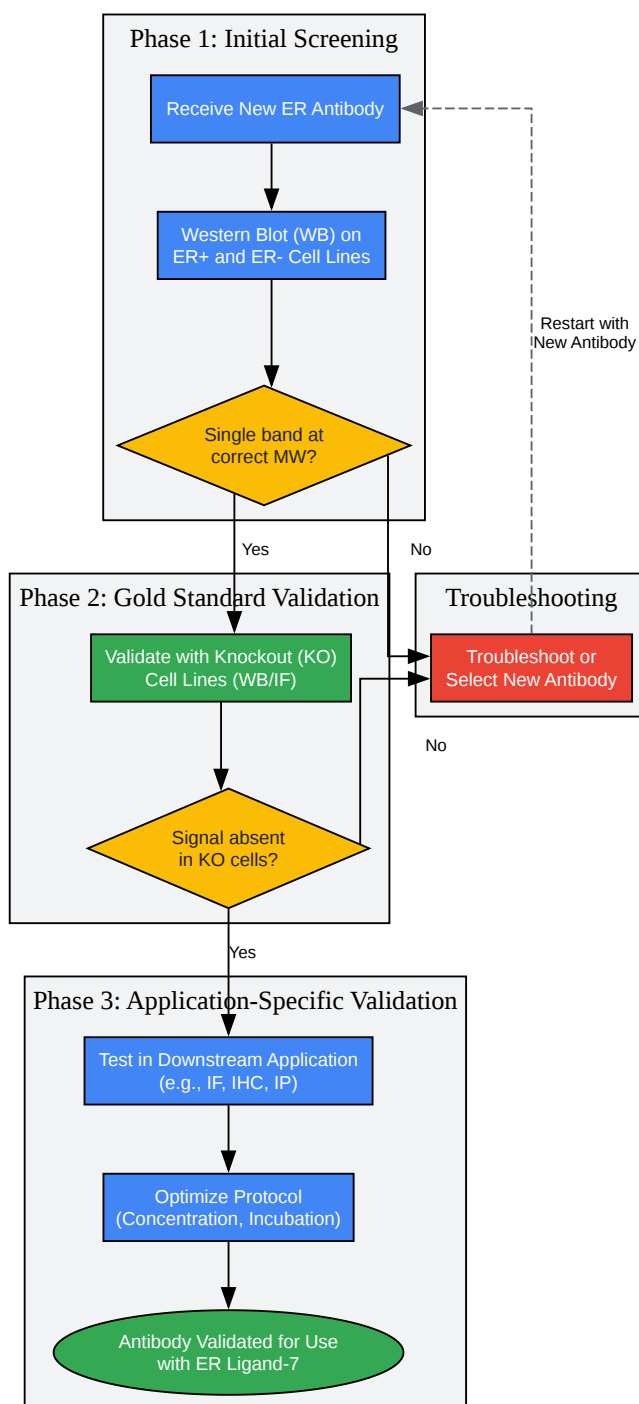 Phase 1: Initial Screening
Receive New ER Antibody
Western Blot (WB) on
ER+ and ER- Cell Lines
Restart with
New Antibody
Single band at
correct MW?
Yes
No
Phase 2: Gold Standard Validation
Troubleshooting
Validate with Knockout (KO)
Cell Lines (WB/IF)
Troubleshoot or
Select New Antibody
No
Signal absent
in KO cells?
Yes
Phase 3: Application-Specific Validation
Test in Downstream Application
(e.g., IF, IHC, IP)
Optimize Protocol
(Concentration, Incubation)
Antibody Validated for Use
with ER Ligand-7